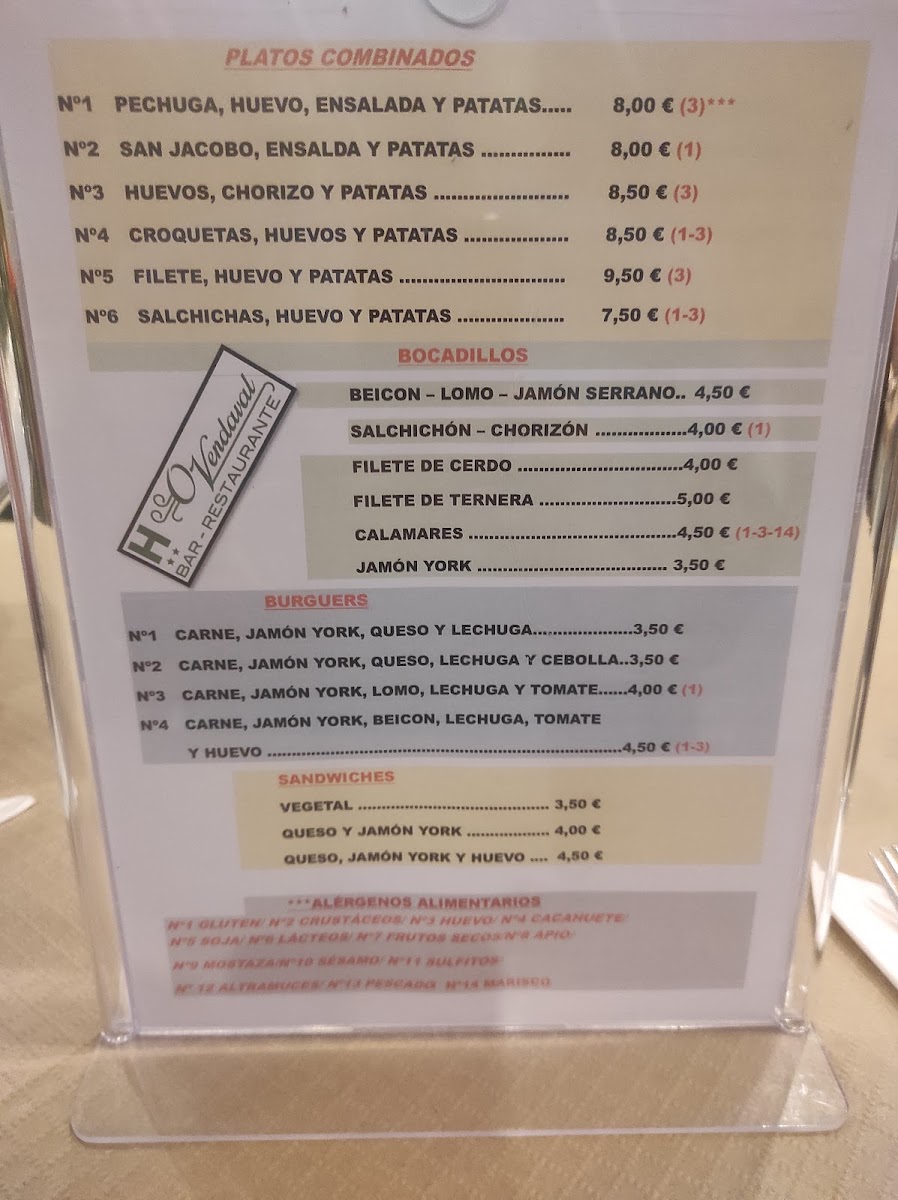 PLATOS COMBINADOS
Nº1 PECHUGA, HUEVO, ENSALADA Y PATATAS..... 8,00 € (3)***
Nº2 SAN JACOBO, ENSALDA Y PATATAS ............... 8,00 € (1)
Nº3 HUEVOS, CHORIZO Y PATATAS ....................... 8,50 € (3)
Nº4 CROQUETAS, HUEVOS Y PATATAS .................. 8,50 € (1-3)
Nº5 FILETE, HUEVO Y PATATAS ............................. 9,50 € (3)
Nº6 SALCHICHAS, HUEVO Y PATATAS .................... 7,50 € (1-3)
BOCADILLOS
BEICON – LOMO – JAMÓN SERRANO.. 4,50 €
SALCHICHÓN – CHORIZÓN .................4,00 € (1)
FILETE DE CERDO ..............................4,00 €
FILETE DE TERNERA .........................5,00 €
CALAMARES ......................................4,50 € (1-3-14)
JAMÓN YORK ................................... 3,50 €
H O Vendaval
BAR - RESTAURANTE
BURGUERS
Nº1 CARNE, JAMÓN YORK, QUESO Y LECHUGA...................3,50 €
Nº2 CARNE, JAMÓN YORK, QUESO, LECHUGA Y CEBOLLA..3,50 €
Nº3 CARNE, JAMÓN YORK, LOMO, LECHUGA Y TOMATE......4,00 € (1)
Nº4 CARNE, JAMÓN YORK, BEICON, LECHUGA, TOMATE
Y HUEVO ....................................................................4,50 € (1-3)
SANDWICHES
VEGETAL ....................................... 3,50 €
QUESO Y JAMÓN YORK ................. 4,00 €
QUESO, JAMÓN YORK Y HUEVO .... 4,50 €
***ALÉRGENOS ALIMENTARIOS
Nº1 GLUTEN/ Nº2 CRUSTÁCEOS/ Nº3 HUEVO/ Nº4 CACAHUETE/
Nº5 SOJA/ Nº6 LÁCTEOS/ Nº7 FRUTOS SECOS/Nº8 APIO/
Nº9 MOSTAZA/Nº10 SÉSAMO/ Nº11 SULFITOS/
Nº 12 ALTRAMUCES/ Nº13 PESCADO Nº14 MARISCO